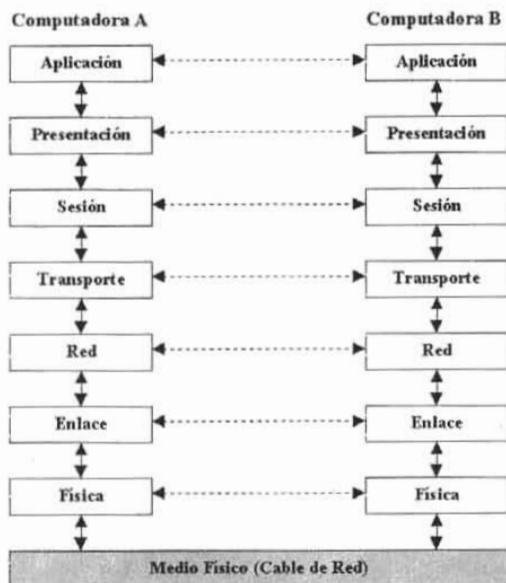 Computadora A
Computadora B
Aplicación
Aplicación
Presentación
Presentación
Sesión
Sesión
Transporte
Transporte
Red
Red
Enlace
Enlace
Física
Física
Medio Físico (Cable de Red)